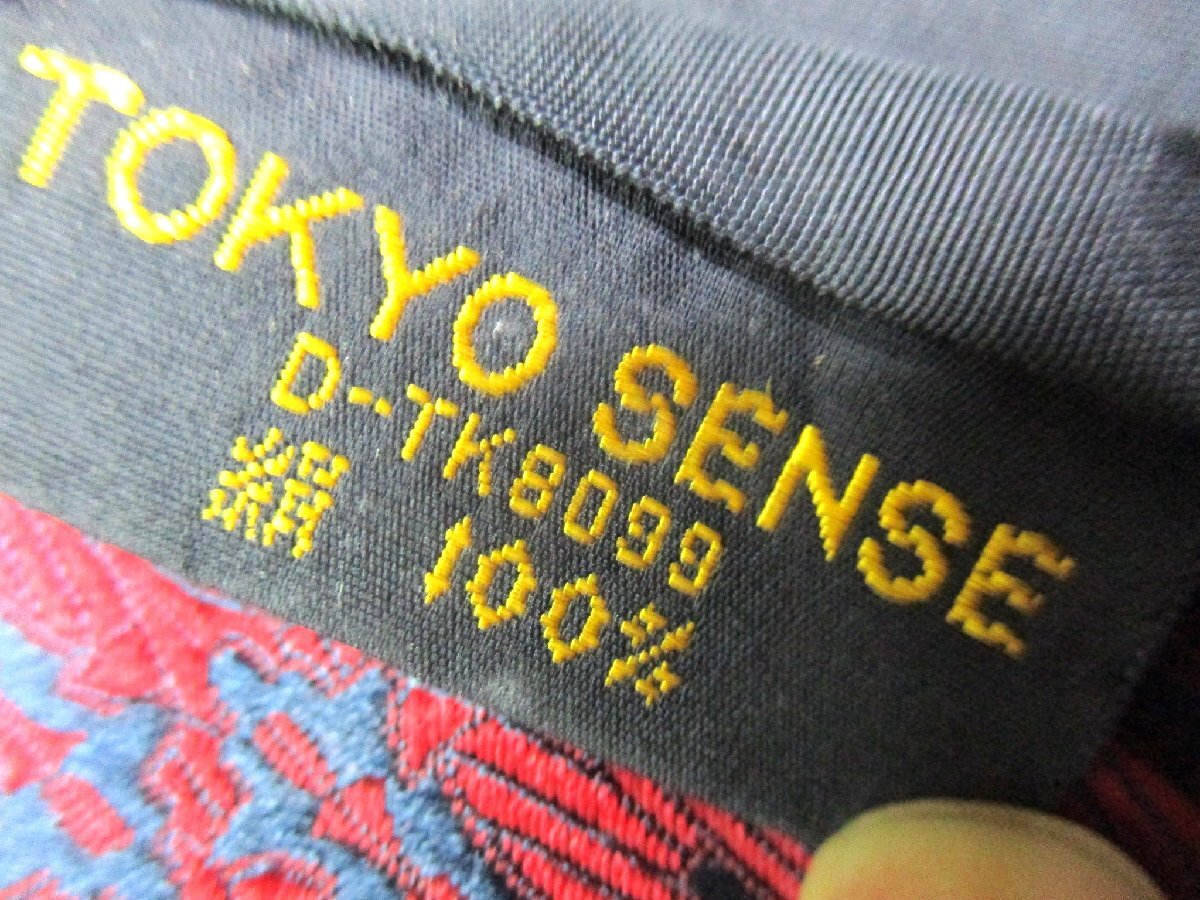 TOKYO SENSE
D--TK8099
絹 100%